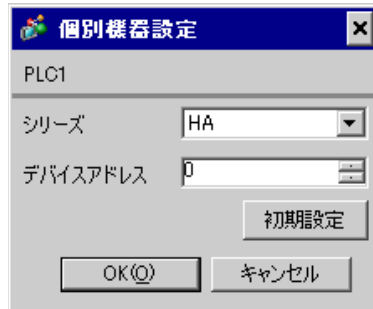 個別機器設定
PLC1
シリーズ HA
デバイスアドレス 0
初期設定
OK(O) キャンセル